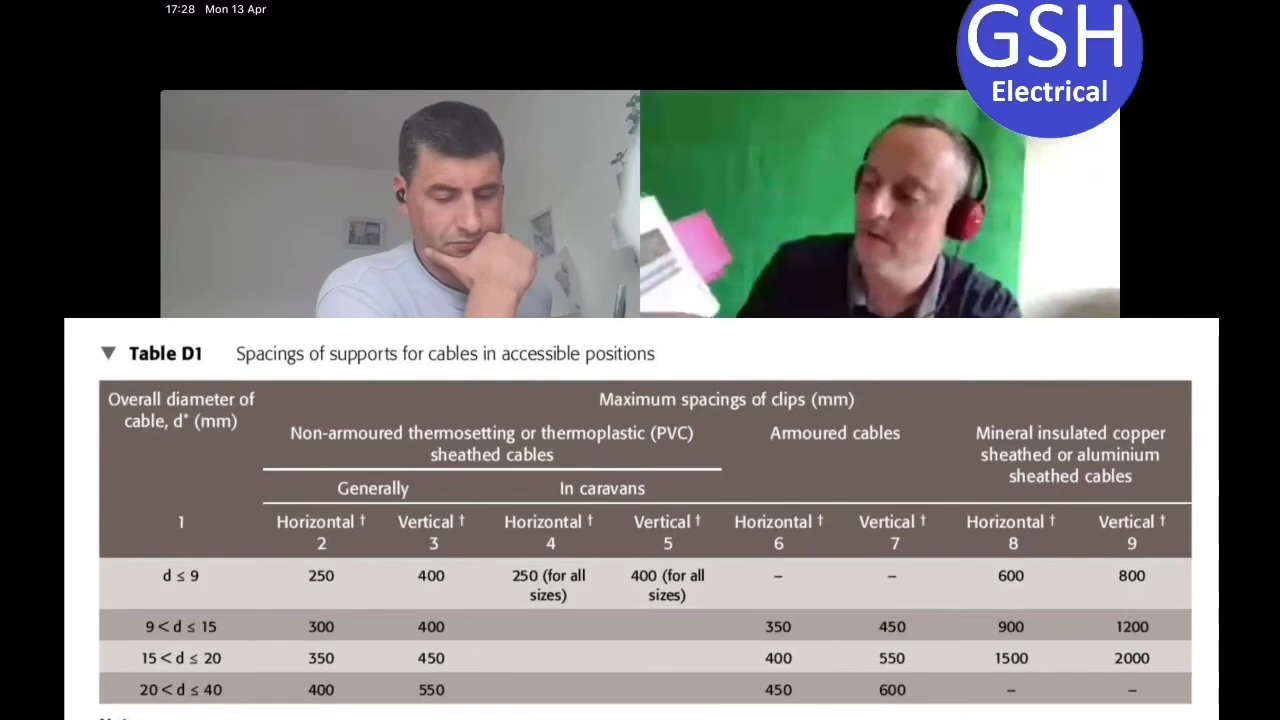 17:28 Mon 13 Apr
GSH
Electrical
▼ Table D1 Spacings of supports for cables in accessible positions
Overall diameter of cable, d* (mm)
Maximum spacings of clips (mm)
Non-armoured thermosetting or thermoplastic (PVC) sheathed cables
Armoured cables
Mineral insulated copper sheathed or aluminium sheathed cables
Generally In caravans
Horizontal † Vertical † Horizontal † Vertical † Horizontal † Vertical † Horizontal † Vertical †
1 2 3 4 5 6 7 8 9
d ≤ 9 250 400 250 (for all sizes) 400 (for all sizes) – – 600 800
9 < d ≤ 15 300 400 350 450 900 1200
15 < d ≤ 20 350 450 400 550 1500 2000
20 < d ≤ 40 400 550 450 600 – –